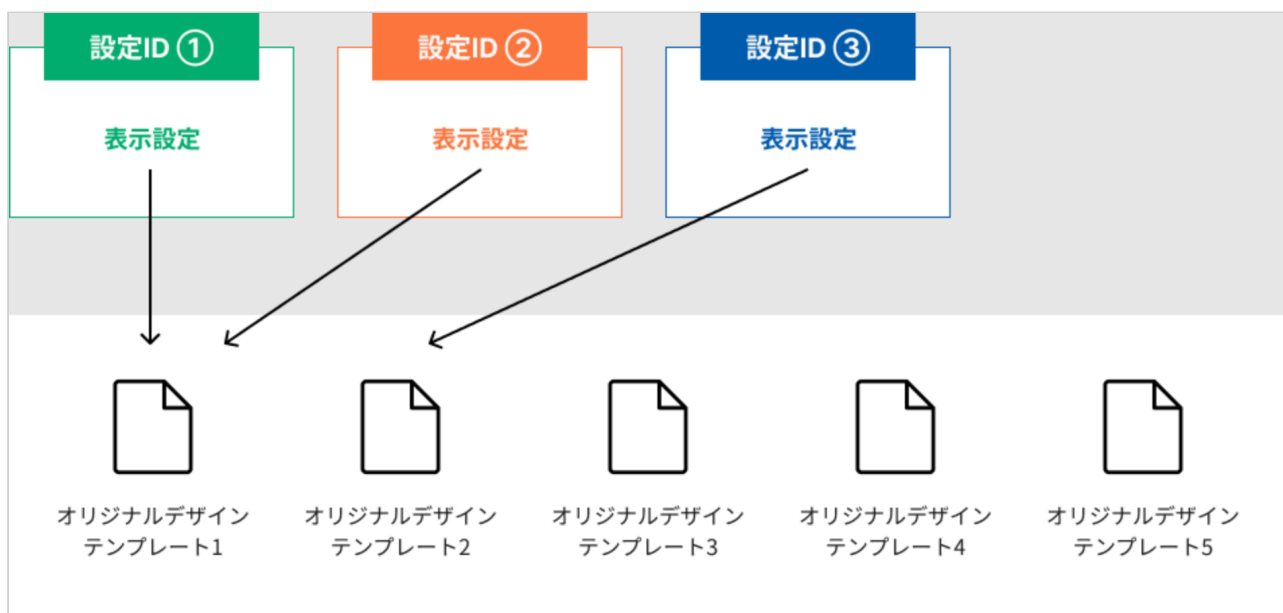 設定ID ①
設定ID ②
設定ID ③
表示設定
表示設定
表示設定
オリジナルデザイン
テンプレート1
オリジナルデザイン
テンプレート2
オリジナルデザイン
テンプレート3
オリジナルデザイン
テンプレート4
オリジナルデザイン
テンプレート5